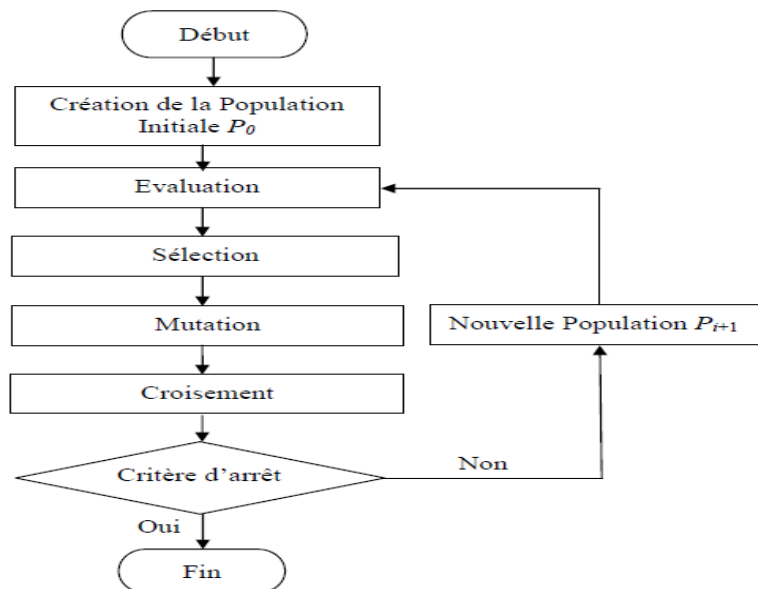 Début
Création de la Population
Initiale P0
Evaluation
Sélection
Mutation
Nouvelle Population Pi+1
Croisement
Critère d'arrêt
Non
Oui
Fin